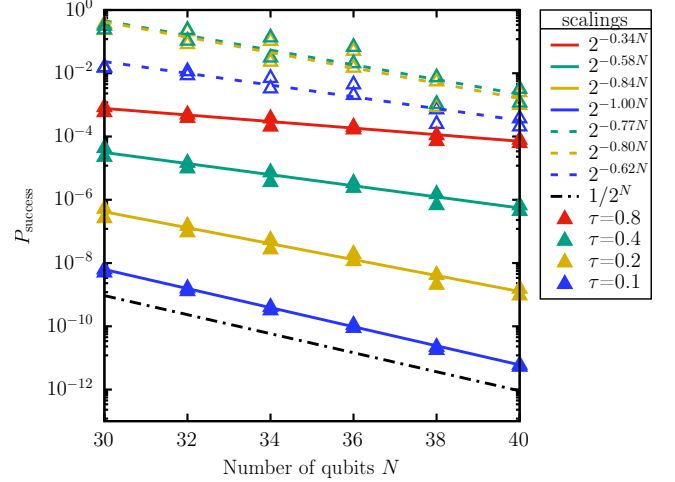 10^0
10^{-2}
10^{-4}
10^{-6}
10^{-8}
10^{-10}
10^{-12}
P_success
30
32
34
36
38
40
Number of qubits N
scalings
2^{-0.34N}
2^{-0.58N}
2^{-0.84N}
2^{-1.00N}
2^{-0.77N}
2^{-0.80N}
2^{-0.62N}
1/2^N
τ=0.8
τ=0.4
τ=0.2
τ=0.1